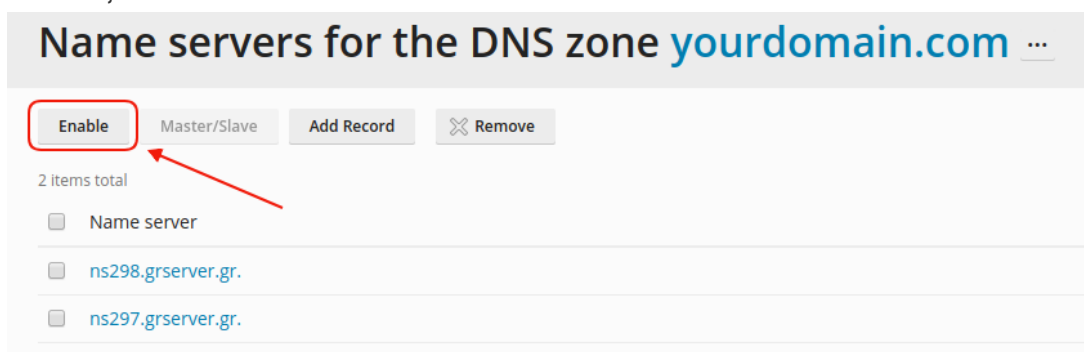 Name servers for the DNS zone yourdomain.com ...
Enable Master/Slave Add Record Remove
2 items total
Name server
ns298.grserver.gr.
ns297.grserver.gr.